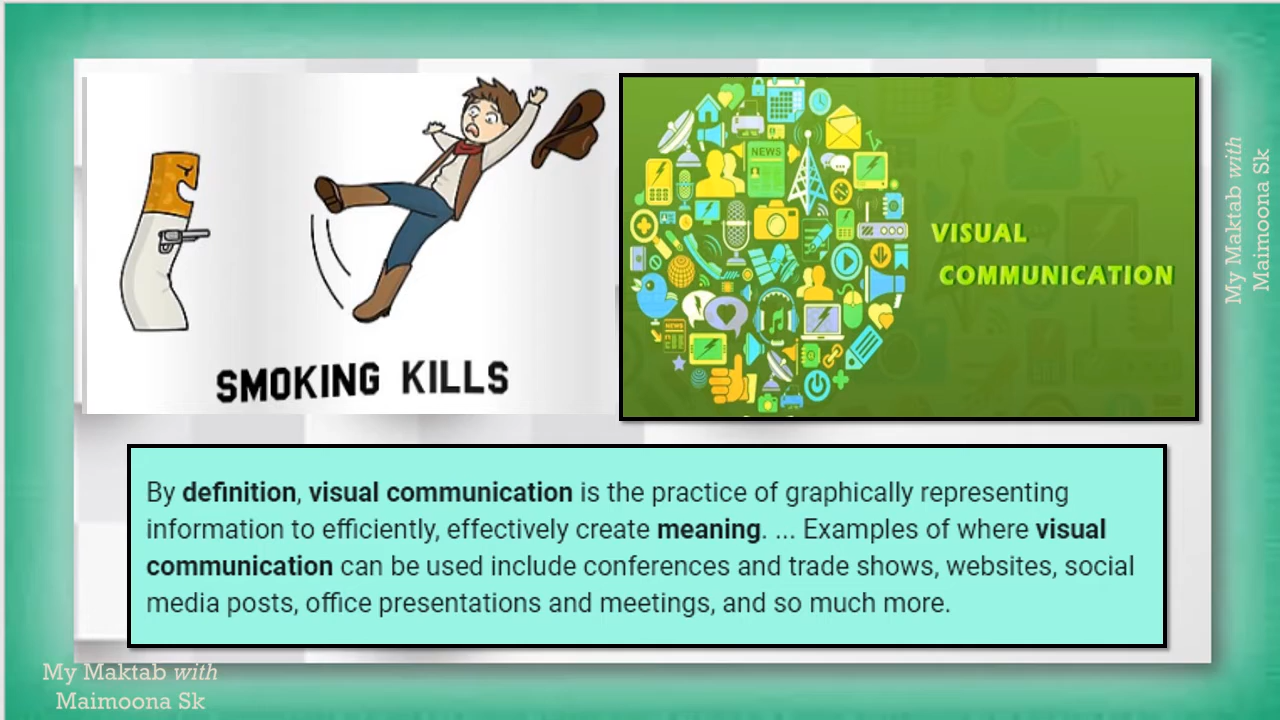 SMOKING KILLS
NEWS
VISUAL
COMMUNICATION
NEWS
By definition, visual communication is the practice of graphically representing
information to efficiently, effectively create meaning. ... Examples of where visual
communication can be used include conferences and trade shows, websites, social
media posts, office presentations and meetings, and so much more.
My Maktab with
Maimoona Sk
My Maktab with
Maimoona Sk